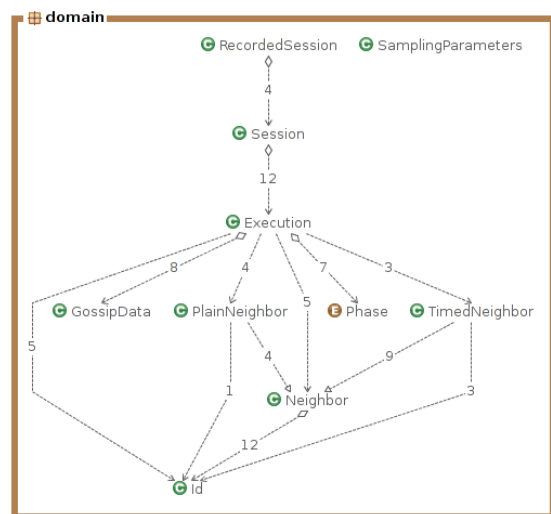 domain
C RecordedSession C SamplingParameters
4
C Session
12
C Execution
8 4 5 7 3
C GossipData C PlainNeighbor E Phase C TimedNeighbor
5 4 9
1 C Neighbor 3
12
C Id